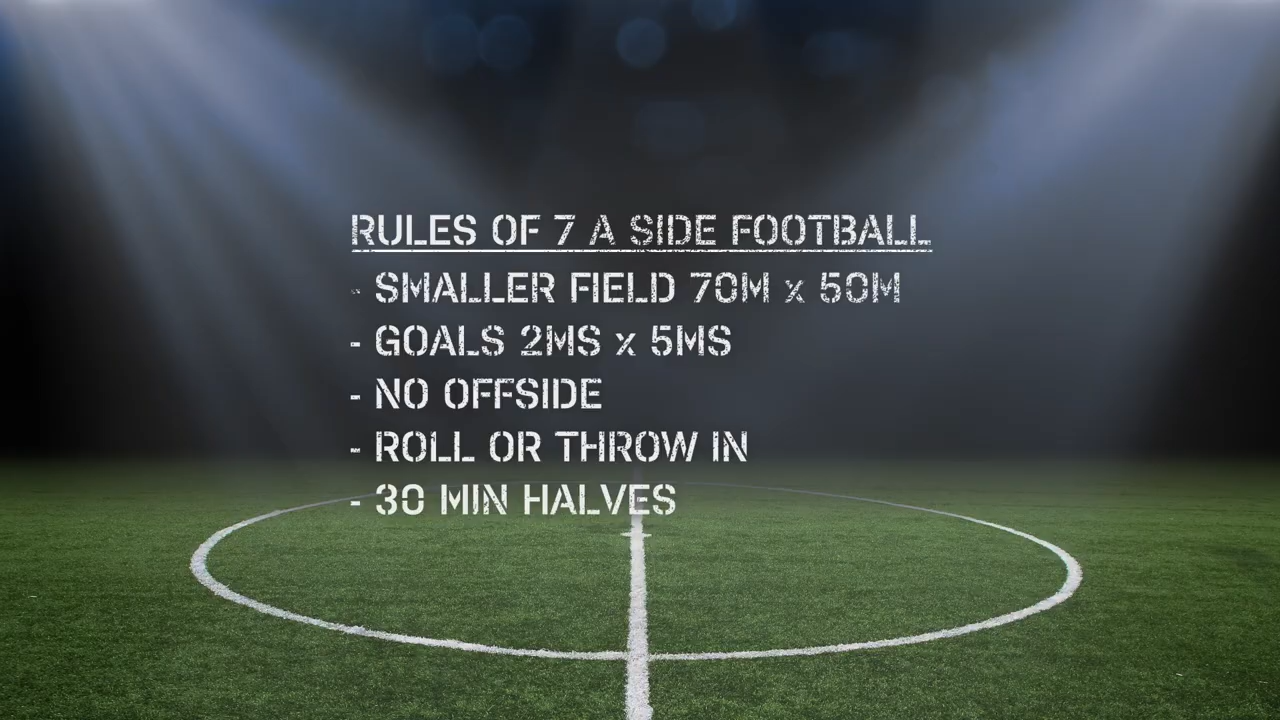 RULES OF 7 A SIDE FOOTBALL
- SMALLER FIELD 70M x 50M
- GOALS 2MS x 5MS
- NO OFFSIDE
- ROLL OR THROW IN
- 30 MIN HALVES